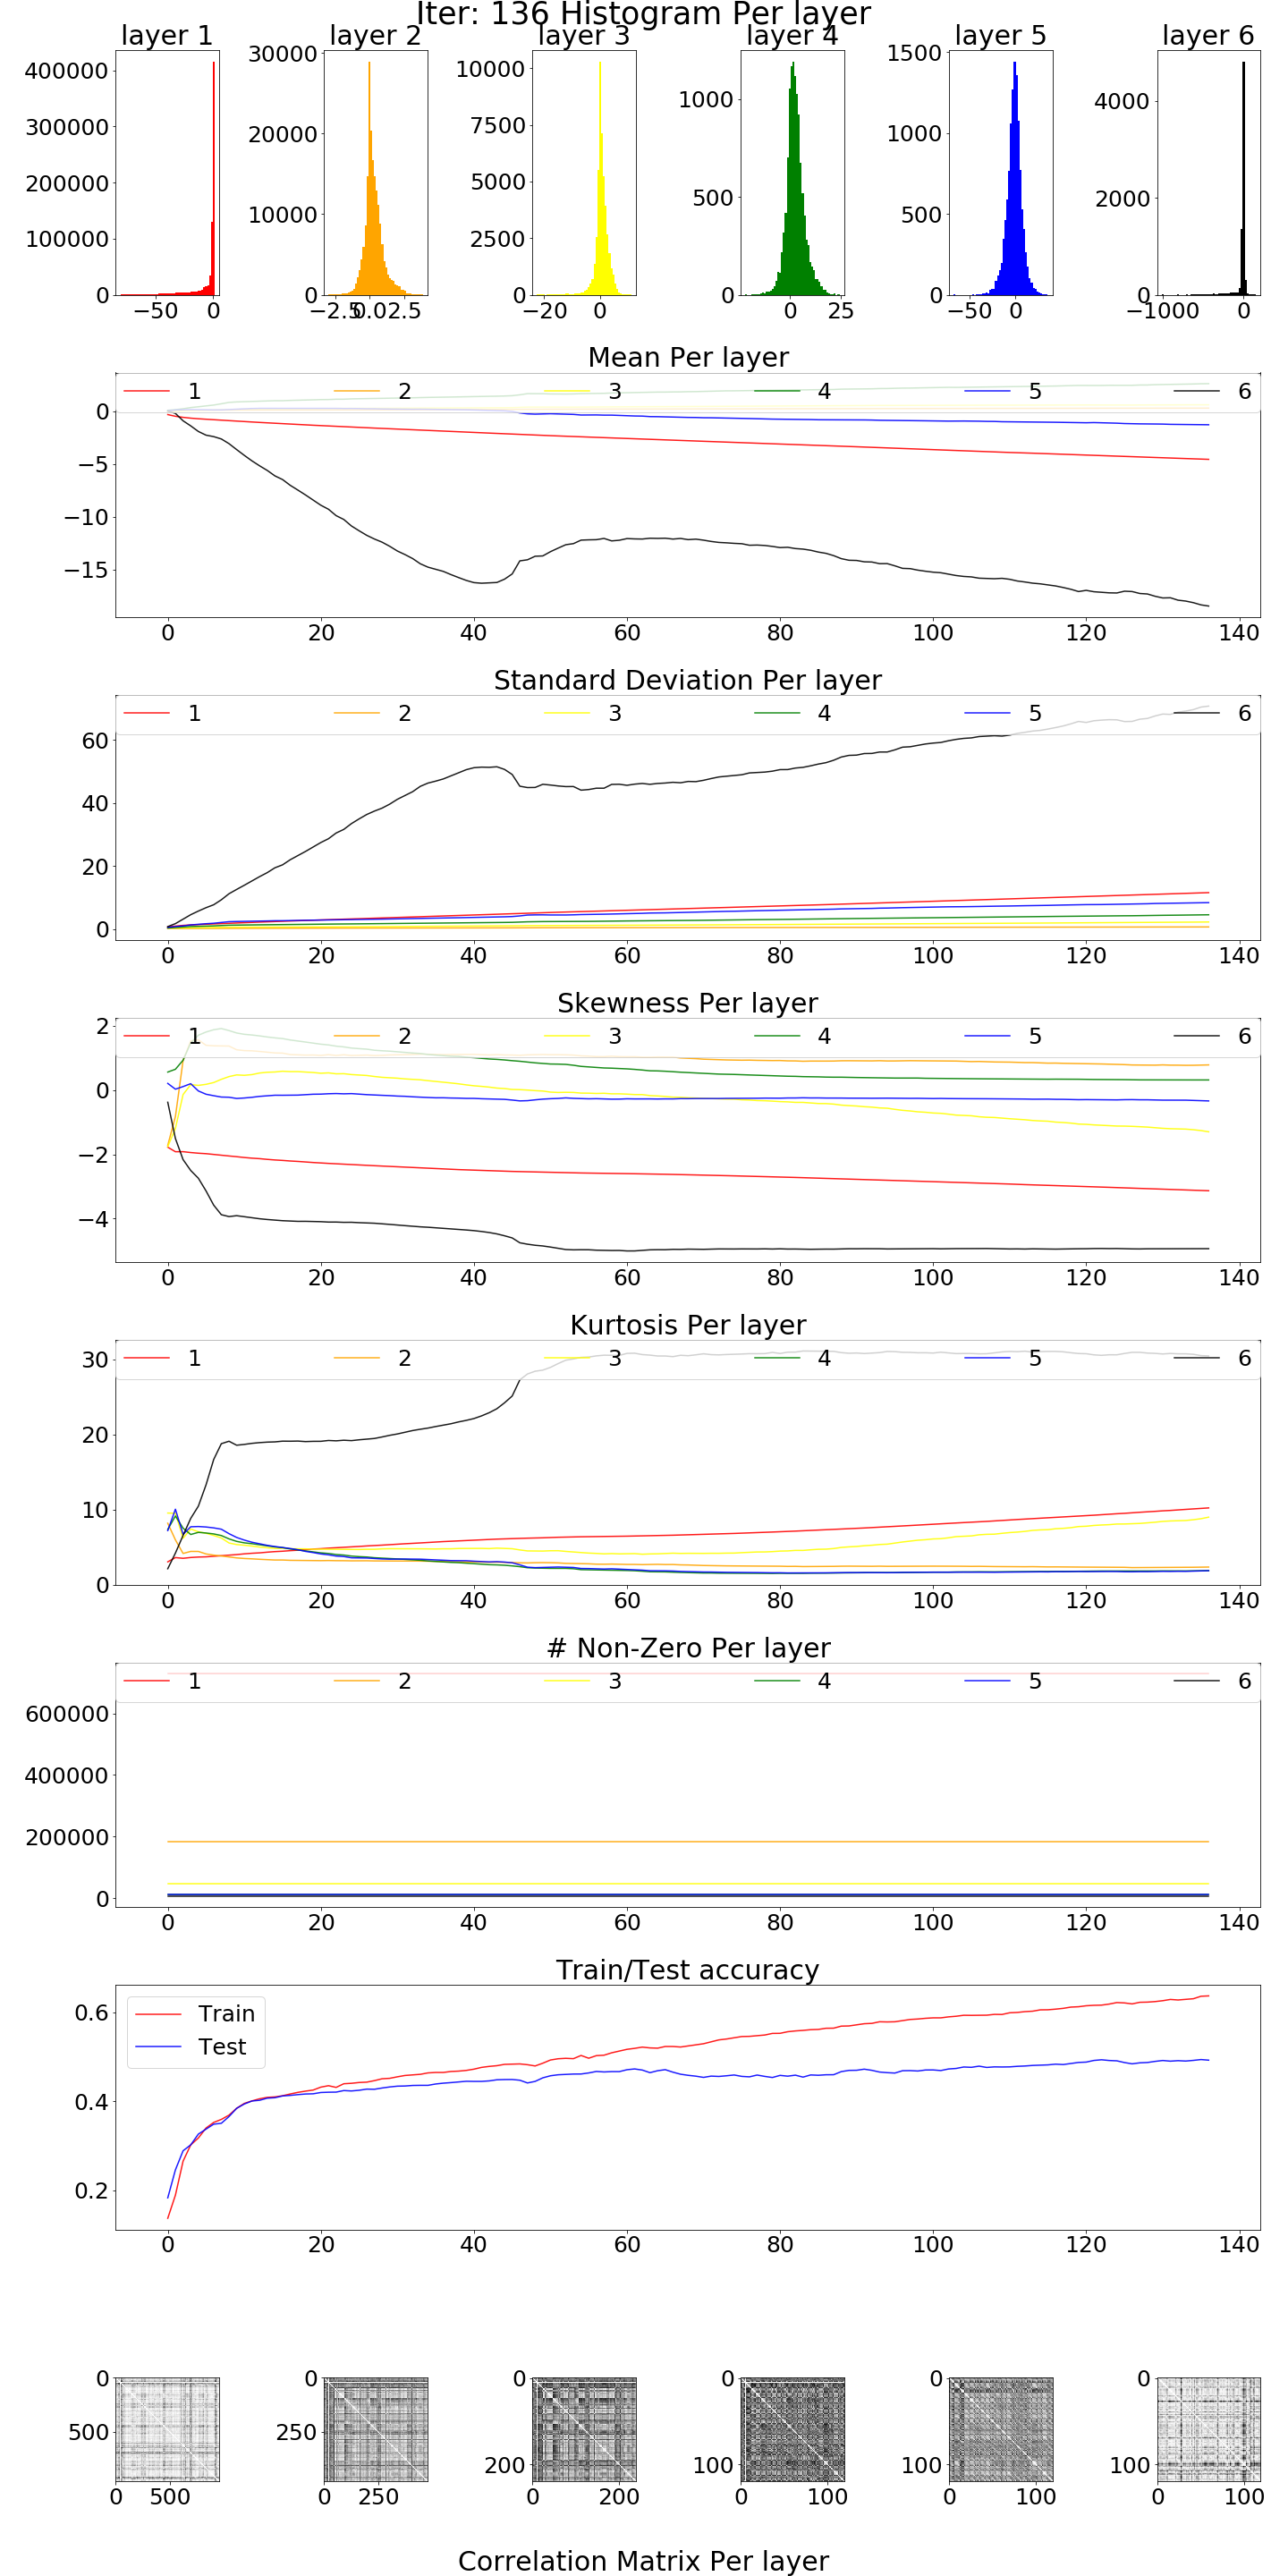 Iter: 136 Histogram Per layer
layer 1 layer 2 layer 3 layer 4 layer 5 layer 6
400000 300000 200000 100000 0
−50 0
30000 20000 10000 0
−2.5 0.0 2.5
10000 7500 5000 2500 0
−20 0
1000 500 0
0 25
1500 1000 500 0
−50 0
4000 2000 0
−1000 0
Mean Per layer
1 2 3 4 5 6
0
−5
−10
−15
0 20 40 60 80 100 120 140
Standard Deviation Per layer
1 2 3 4 5 6
60
40
20
0
0 20 40 60 80 100 120 140
Skewness Per layer
2
1 2 3 4 5 6
0
−2
−4
0 20 40 60 80 100 120 140
Kurtosis Per layer
30
1 2 3 4 5 6
20
10
0
0 20 40 60 80 100 120 140
# Non-Zero Per layer
1 2 3 4 5 6
600000
400000
200000
0
0 20 40 60 80 100 120 140
Train/Test accuracy
Train
Test
0.6
0.4
0.2
0 20 40 60 80 100 120 140
0 500
0 500
0 250
0 250
0 200
0 200
0 100
0 100
0 100
0 100
0 100
0 100
Correlation Matrix Per layer